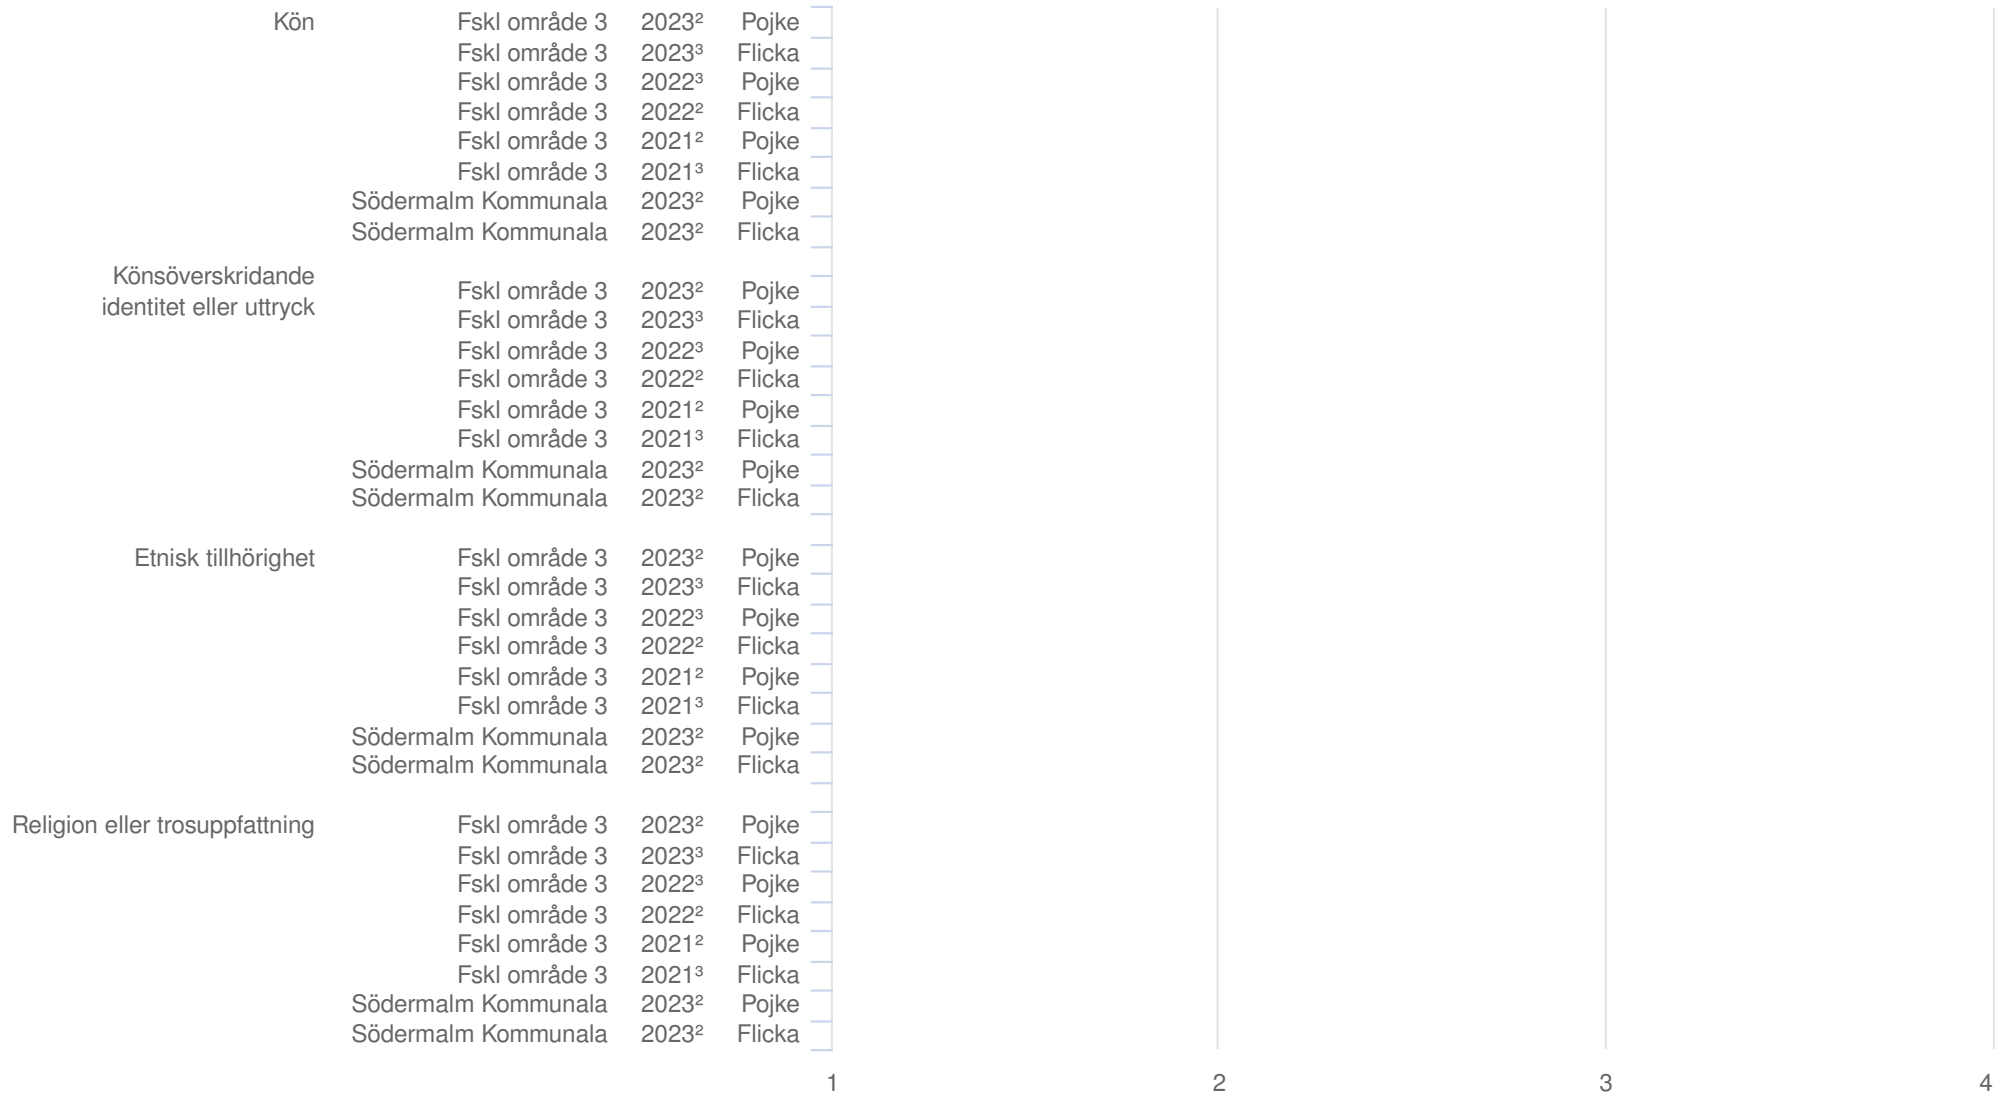 Kön Fskl område 3 2023² Pojke
Fskl område 3 2023³ Flicka
Fskl område 3 2022³ Pojke
Fskl område 3 2022² Flicka
Fskl område 3 2021² Pojke
Fskl område 3 2021³ Flicka
Södermalm Kommunala 2023² Pojke
Södermalm Kommunala 2023² Flicka
Könsöverskridande
identitet eller uttryck
Fskl område 3 2023² Pojke
Fskl område 3 2023³ Flicka
Fskl område 3 2022³ Pojke
Fskl område 3 2022² Flicka
Fskl område 3 2021² Pojke
Fskl område 3 2021³ Flicka
Södermalm Kommunala 2023² Pojke
Södermalm Kommunala 2023² Flicka
Etnisk tillhörighet Fskl område 3 2023² Pojke
Fskl område 3 2023³ Flicka
Fskl område 3 2022³ Pojke
Fskl område 3 2022² Flicka
Fskl område 3 2021² Pojke
Fskl område 3 2021³ Flicka
Södermalm Kommunala 2023² Pojke
Södermalm Kommunala 2023² Flicka
Religion eller trosuppfattning Fskl område 3 2023² Pojke
Fskl område 3 2023³ Flicka
Fskl område 3 2022³ Pojke
Fskl område 3 2022² Flicka
Fskl område 3 2021² Pojke
Fskl område 3 2021³ Flicka
Södermalm Kommunala 2023² Pojke
Södermalm Kommunala 2023² Flicka
1 2 3 4